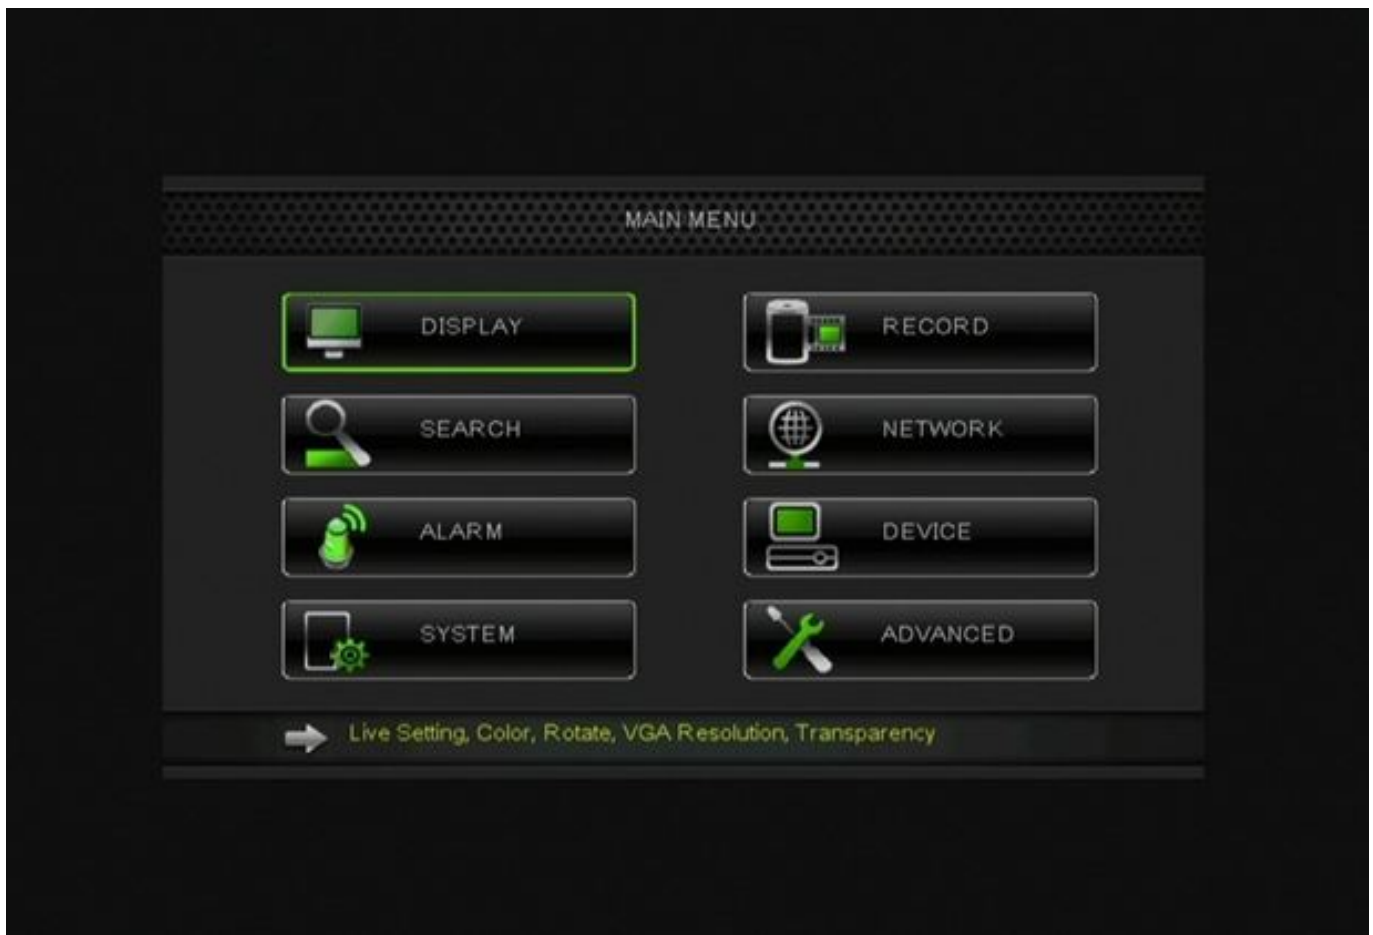 MAIN MENU
DISPLAY
RECORD
SEARCH
NETWORK
ALARM
DEVICE
SYSTEM
ADVANCED
Live Setting, Color, Rotate, VGA Resolution, Transparency